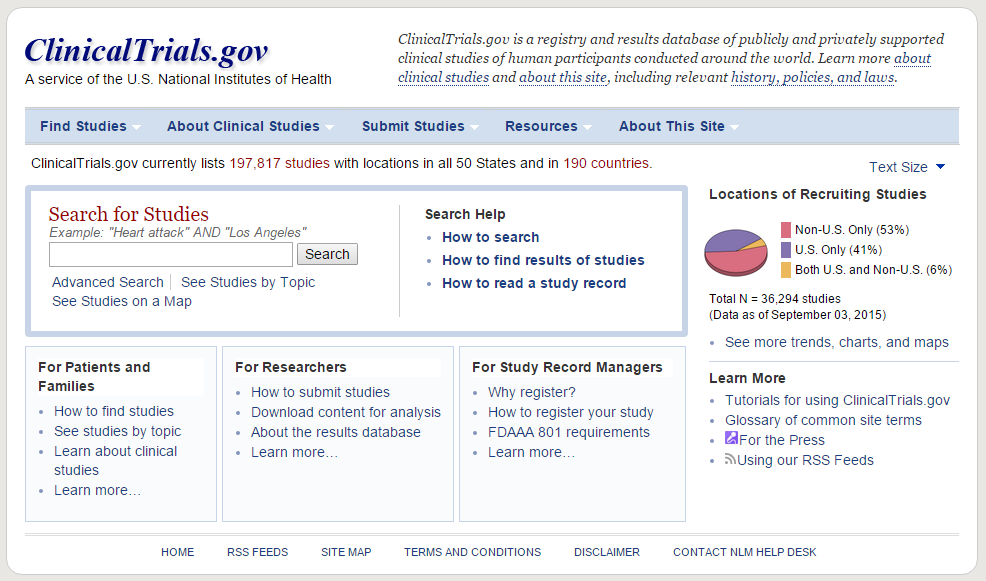 ClinicalTrials.gov
A service of the U.S. National Institutes of Health
ClinicalTrials.gov is a registry and results database of publicly and privately supported
clinical studies of human participants conducted around the world. Learn more about
clinical studies and about this site, including relevant history, policies, and laws.
Find Studies About Clinical Studies Submit Studies Resources About This Site
ClinicalTrials.gov currently lists 197,817 studies with locations in all 50 States and in 190 countries.
Text Size
Search for Studies
Example: "Heart attack" AND "Los Angeles"
Search
Advanced Search See Studies by Topic
See Studies on a Map
Search Help
How to search
How to find results of studies
How to read a study record
Locations of Recruiting Studies
Non-U.S. Only (53%)
U.S. Only (41%)
Both U.S. and Non-U.S. (6%)
Total N = 36,294 studies
(Data as of September 03, 2015)
See more trends, charts, and maps
For Patients and
Families
How to find studies
See studies by topic
Learn about clinical
studies
Learn more…
For Researchers
How to submit studies
Download content for analysis
About the results database
Learn more…
For Study Record Managers
Why register?
How to register your study
FDAAA 801 requirements
Learn more…
Learn More
Tutorials for using ClinicalTrials.gov
Glossary of common site terms
For the Press
Using our RSS Feeds
HOME RSS FEEDS SITE MAP TERMS AND CONDITIONS DISCLAIMER CONTACT NLM HELP DESK